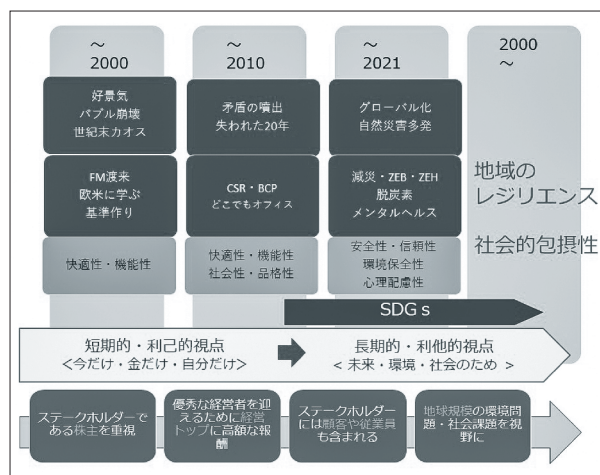 ～
2000
～
2010
～
2021
2000
～
好景気
バブル崩壊
世紀末カオス
矛盾の噴出
失われた20年
グローバル化
自然災害多発
FM渡来
欧米に学ぶ
基準作り
CSR・BCP
どこでもオフィス
減災・ZEB・ZEH
脱炭素
メンタルヘルス
地域の
レジリエンス
社会的包摂性
快適性・機能性
快適性・機能性
社会性・品格性
安全性・信頼性
環境保全性
心理配慮性
SDGｓ
短期的・利己的視点
＜今だけ・金だけ・自分だけ＞
長期的・利他的視点
＜ 未来・環境・社会のため ＞
ステークホルダーで
ある株主を重視
優秀な経営者を迎
えるために経営
トップに高額な報
酬
ステークホルダー
には顧客や従業員
も含まれる
地球規模の環境問
題・社会課題を視
野に